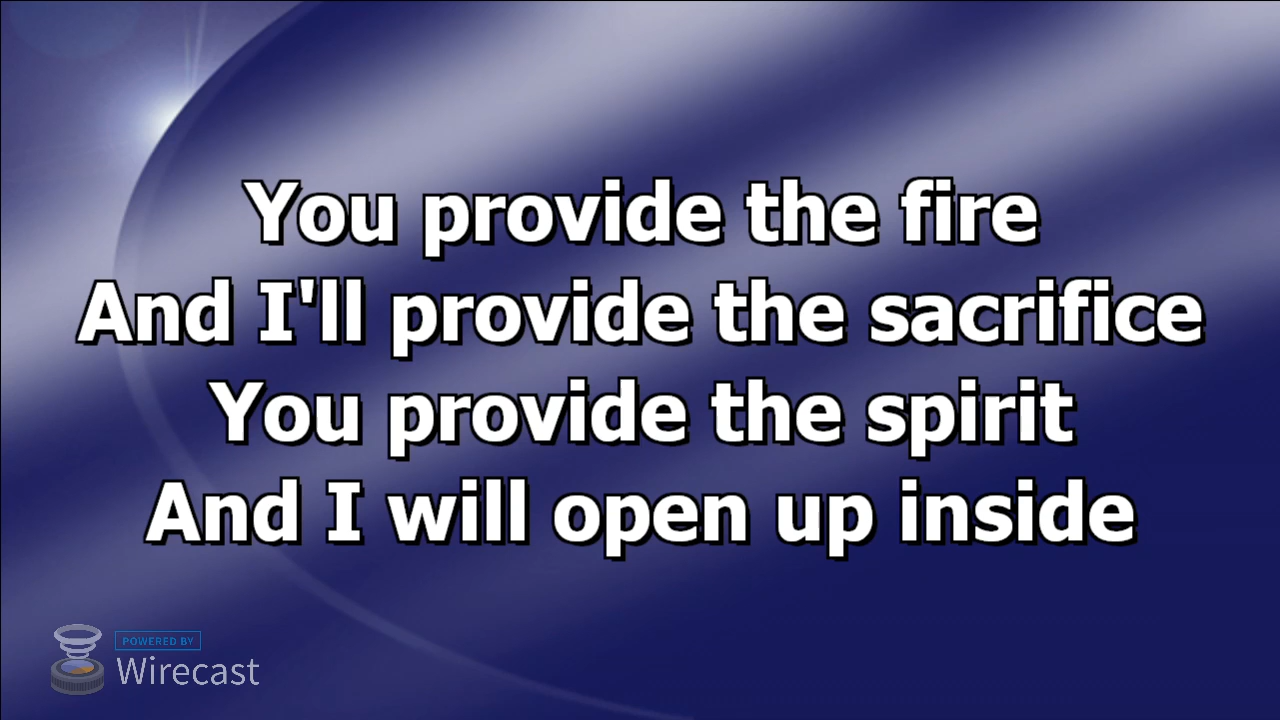 You provide the fire
And I'll provide the sacrifice
You provide the spirit
And I will open up inside
POWERED BY
Wirecast